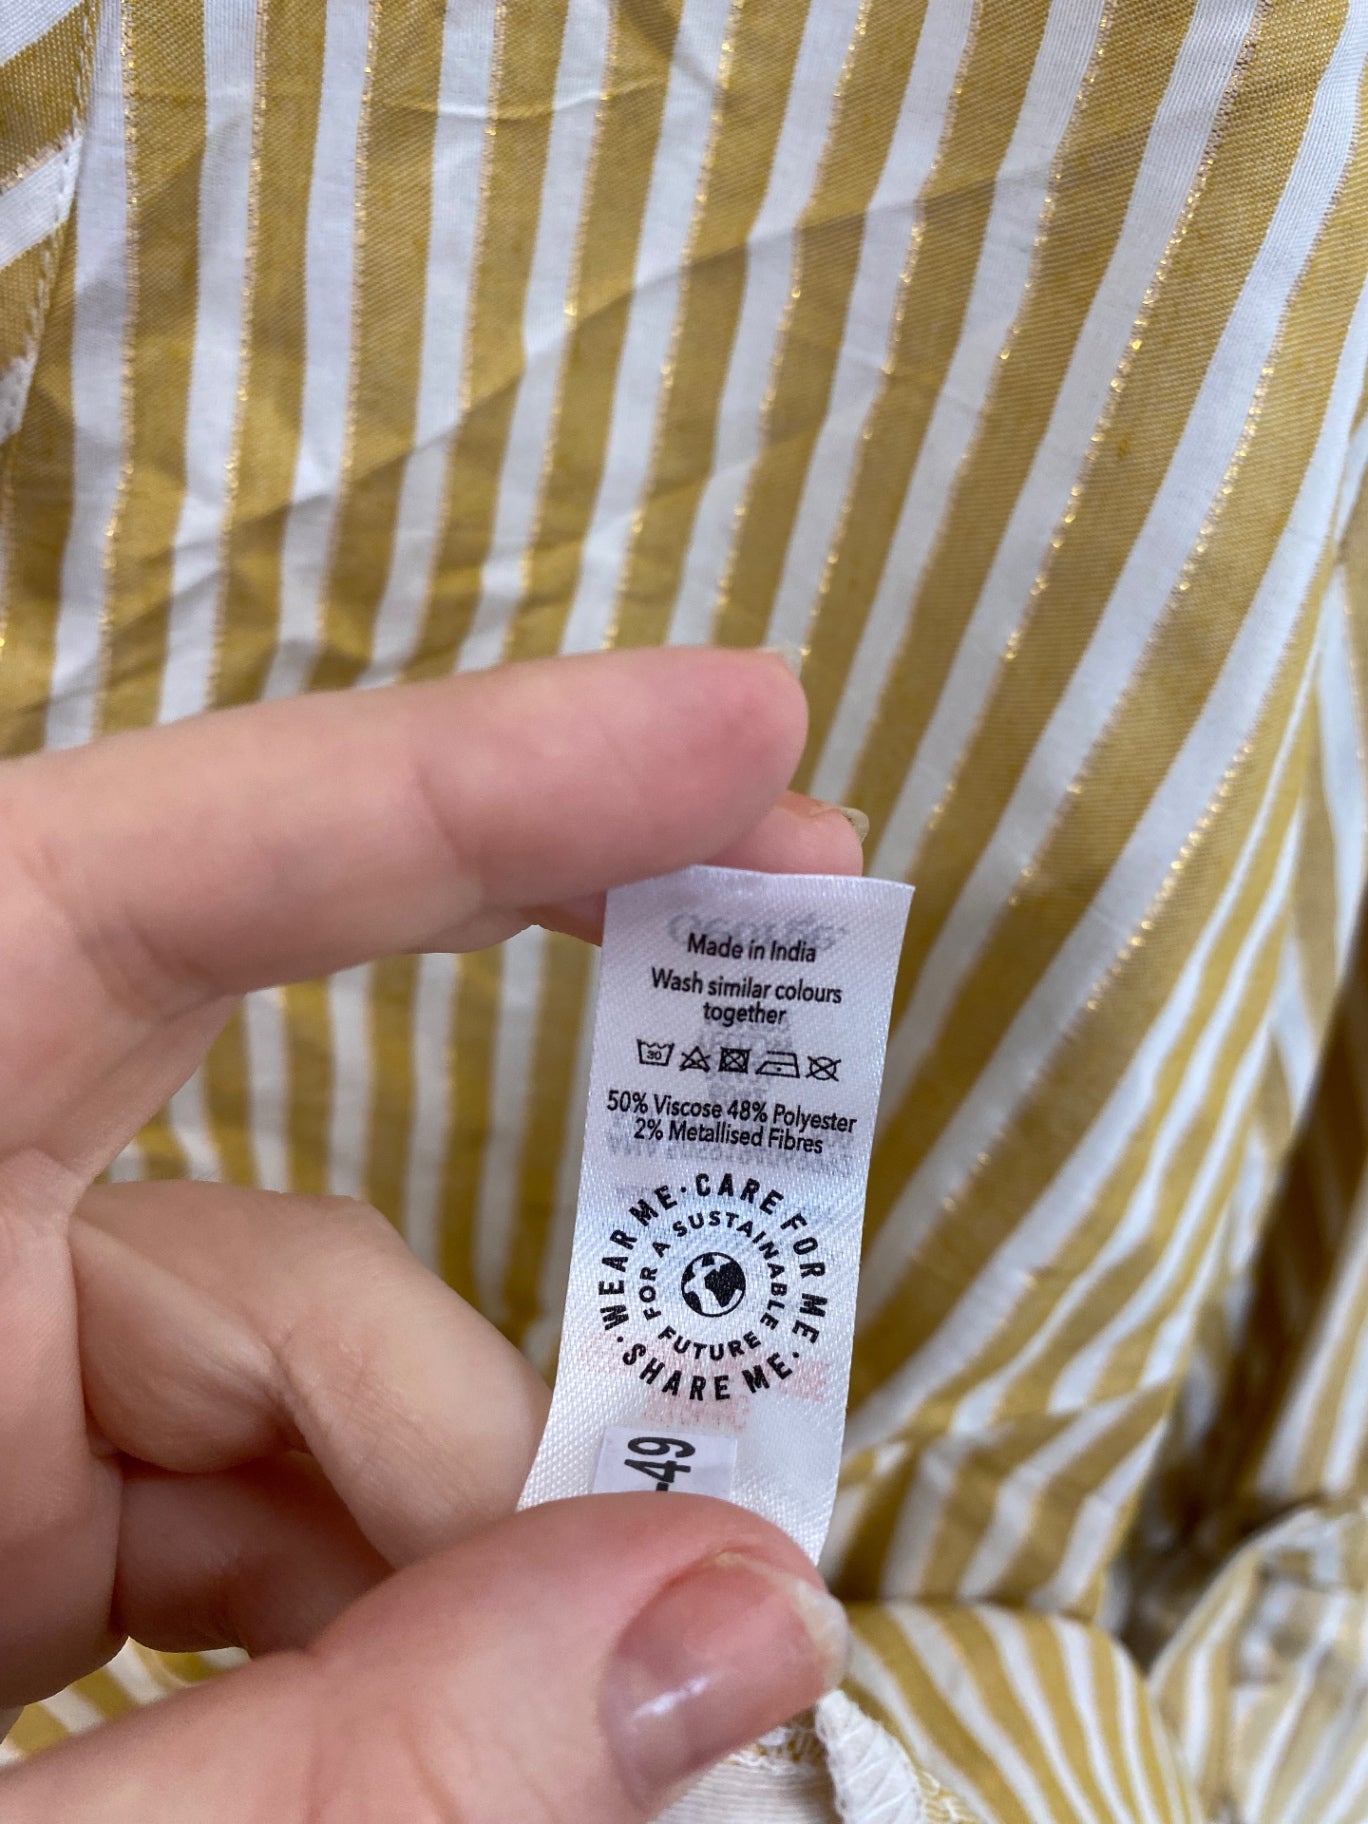 Made in India
Wash similar colours
together
30
50% Viscose 48% Polyester
2% Metallised Fibres
WEAR ME · CARE FOR ME · SHARE ME ·
FOR A SUSTAINABLE FUTURE
-49